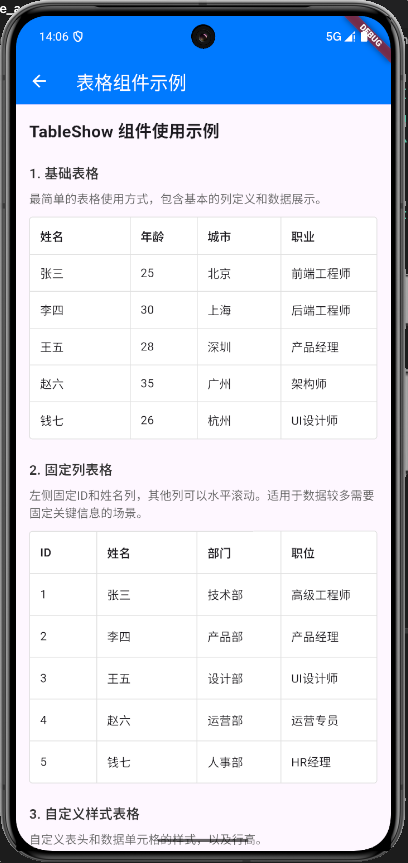 e_a
14:06
5G
DEBUG
表格组件示例
TableShow 组件使用示例
1. 基础表格
最简单的表格使用方式，包含基本的列定义和数据展示。
姓名 年龄 城市 职业
张三 25 北京 前端工程师
李四 30 上海 后端工程师
王五 28 深圳 产品经理
赵六 35 广州 架构师
钱七 26 杭州 UI设计师
2. 固定列表格
左侧固定ID和姓名列，其他列可以水平滚动。适用于数据较多需要
固定关键信息的场景。
ID 姓名 部门 职位
1 张三 技术部 高级工程师
2 李四 产品部 产品经理
3 王五 设计部 UI设计师
4 赵六 运营部 运营专员
5 钱七 人事部 HR经理
3. 自定义样式表格
自定义表头和数据单元格的样式，以及行高。